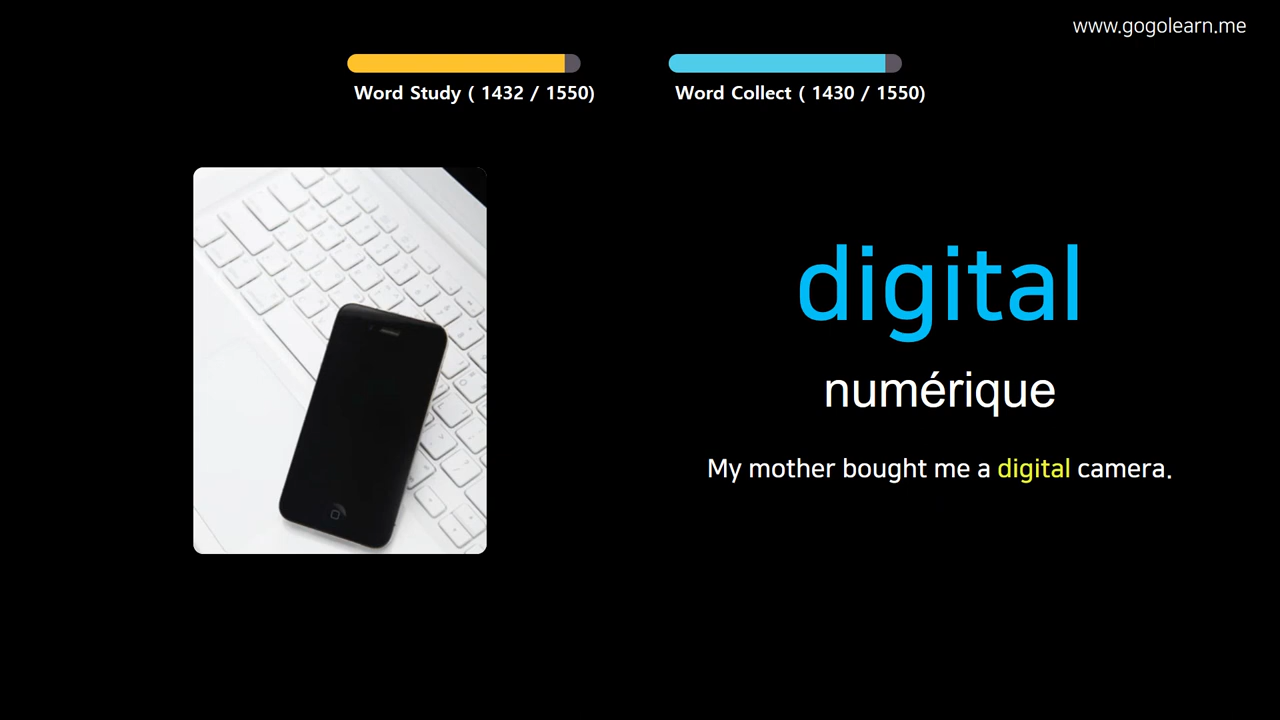 www.gogolearn.me
Word Study ( 1432 / 1550)
Word Collect ( 1430 / 1550)
digital
numérique
My mother bought me a digital camera.